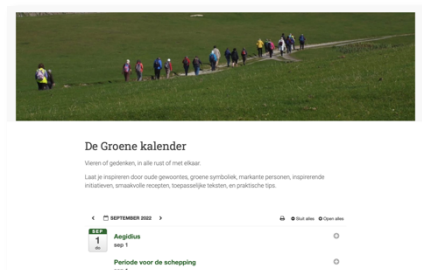 De Groene kalender
Vieren of gedenken, in alle rust of met elkaar.
Laat je inspireren door oude gewoontes, groene symboliek, markante personen, inspirerende
initiatieven, smaakvolle recepten, toepasselijke teksten, en praktische tips.
SEPTEMBER 2022 Sluit alles Open alles
SEP
1
do
Aegidius
sep 1
Periode voor de schepping